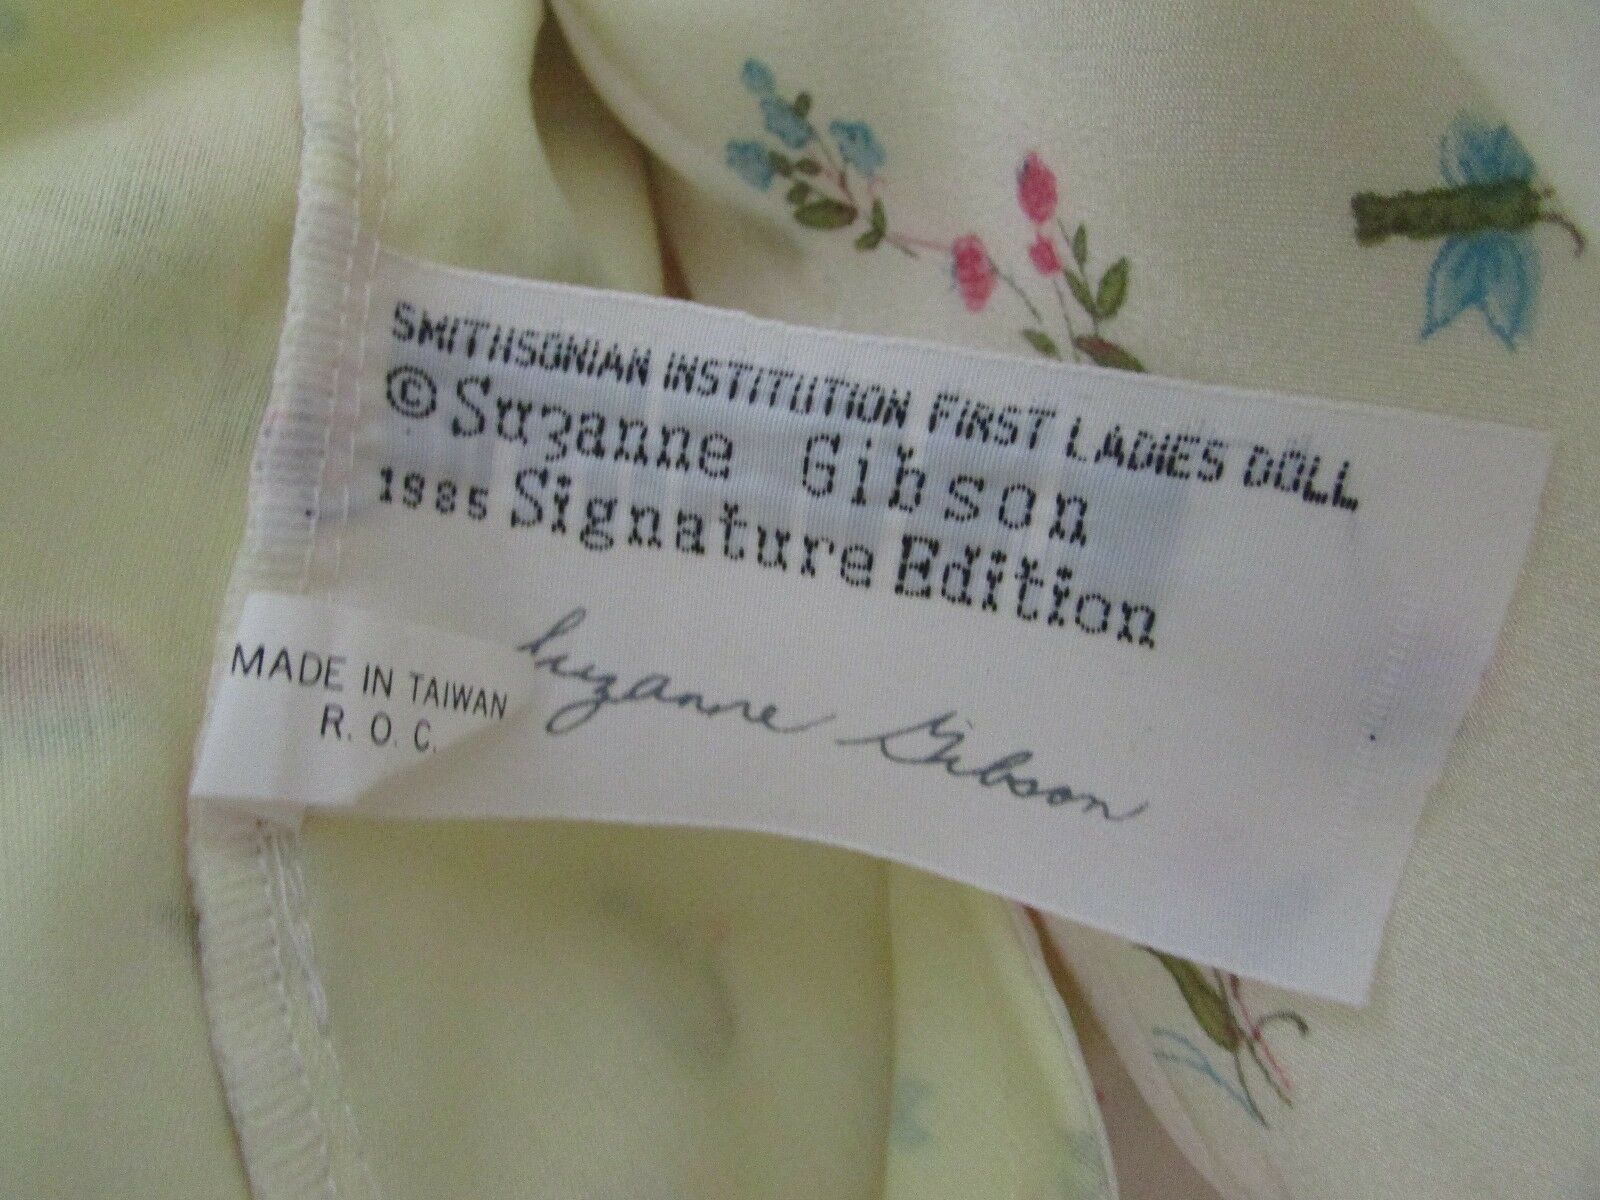 SMITHSONIAN INSTITUTION FIRST LADIES DOLL
© Suzanne Gibson
1985 Signature Edition
Suzanne Gibson
MADE IN TAIWAN
R. O. C.